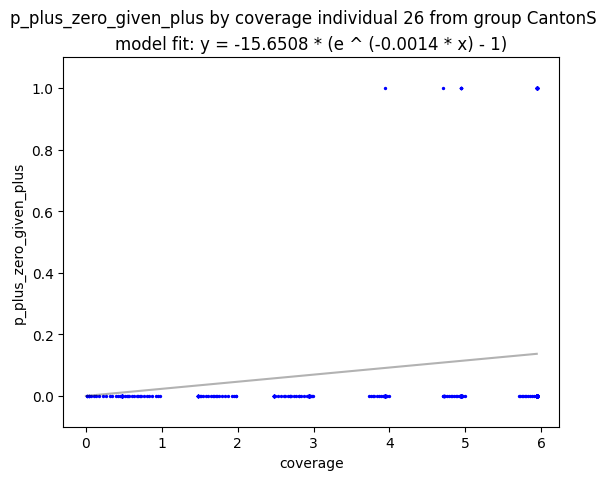 p_plus_zero_given_plus by coverage individual 26 from group CantonS
model fit: y = -15.6508 * (e ^ (-0.0014 * x) - 1)
1.0
0.8
0.6
0.4
0.2
0.0
p_plus_zero_given_plus
0 1 2 3 4 5 6
coverage